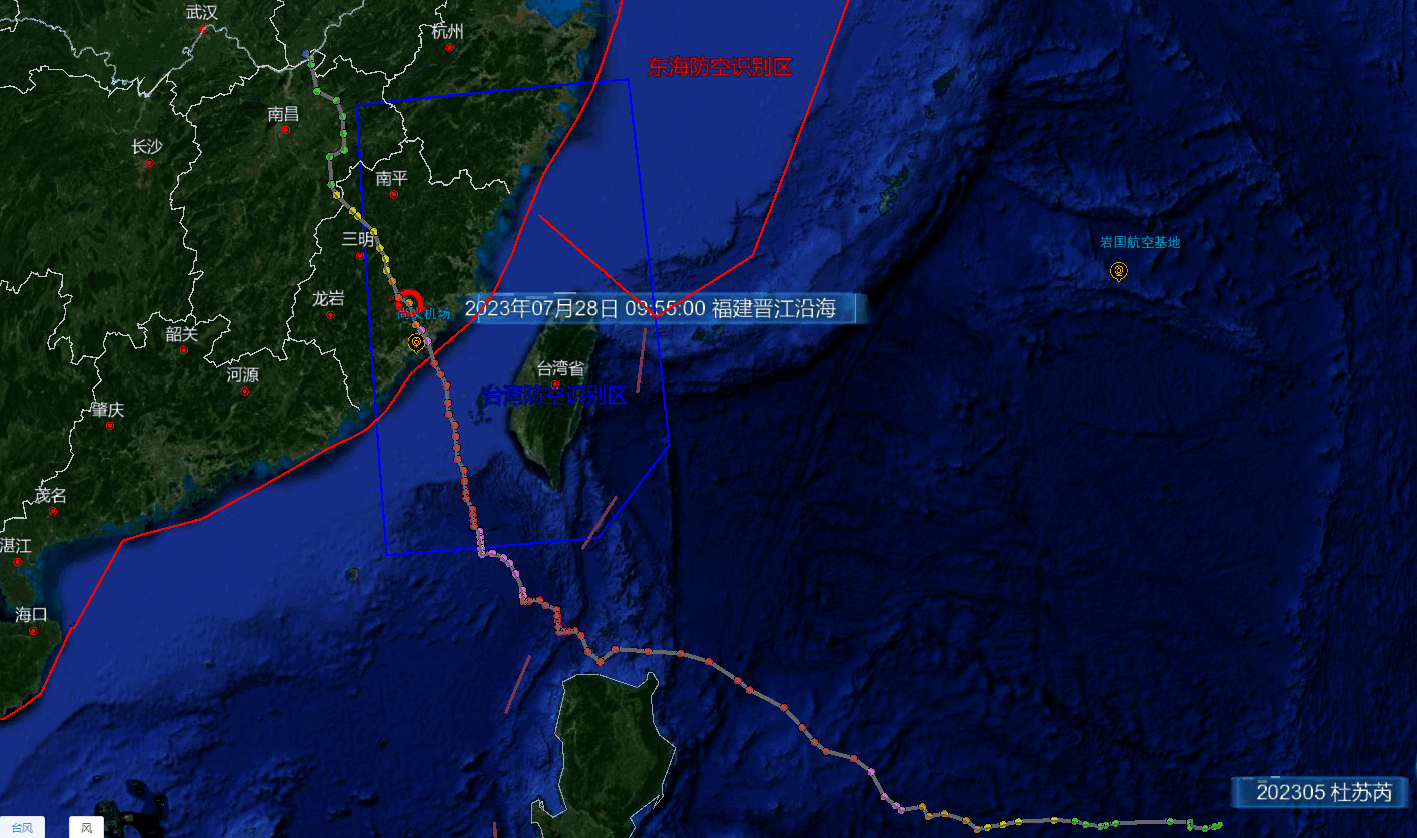 武汉
杭州
东海防空识别区
南昌
长沙
南平
三明
岩国航空基地
龙岩
2023年07月28日 09:55:00 福建晋江沿海
韶关
台湾省
河源
台湾防空识别区
肇庆
茂名
湛江
海口
202305 杜苏芮
台风
风